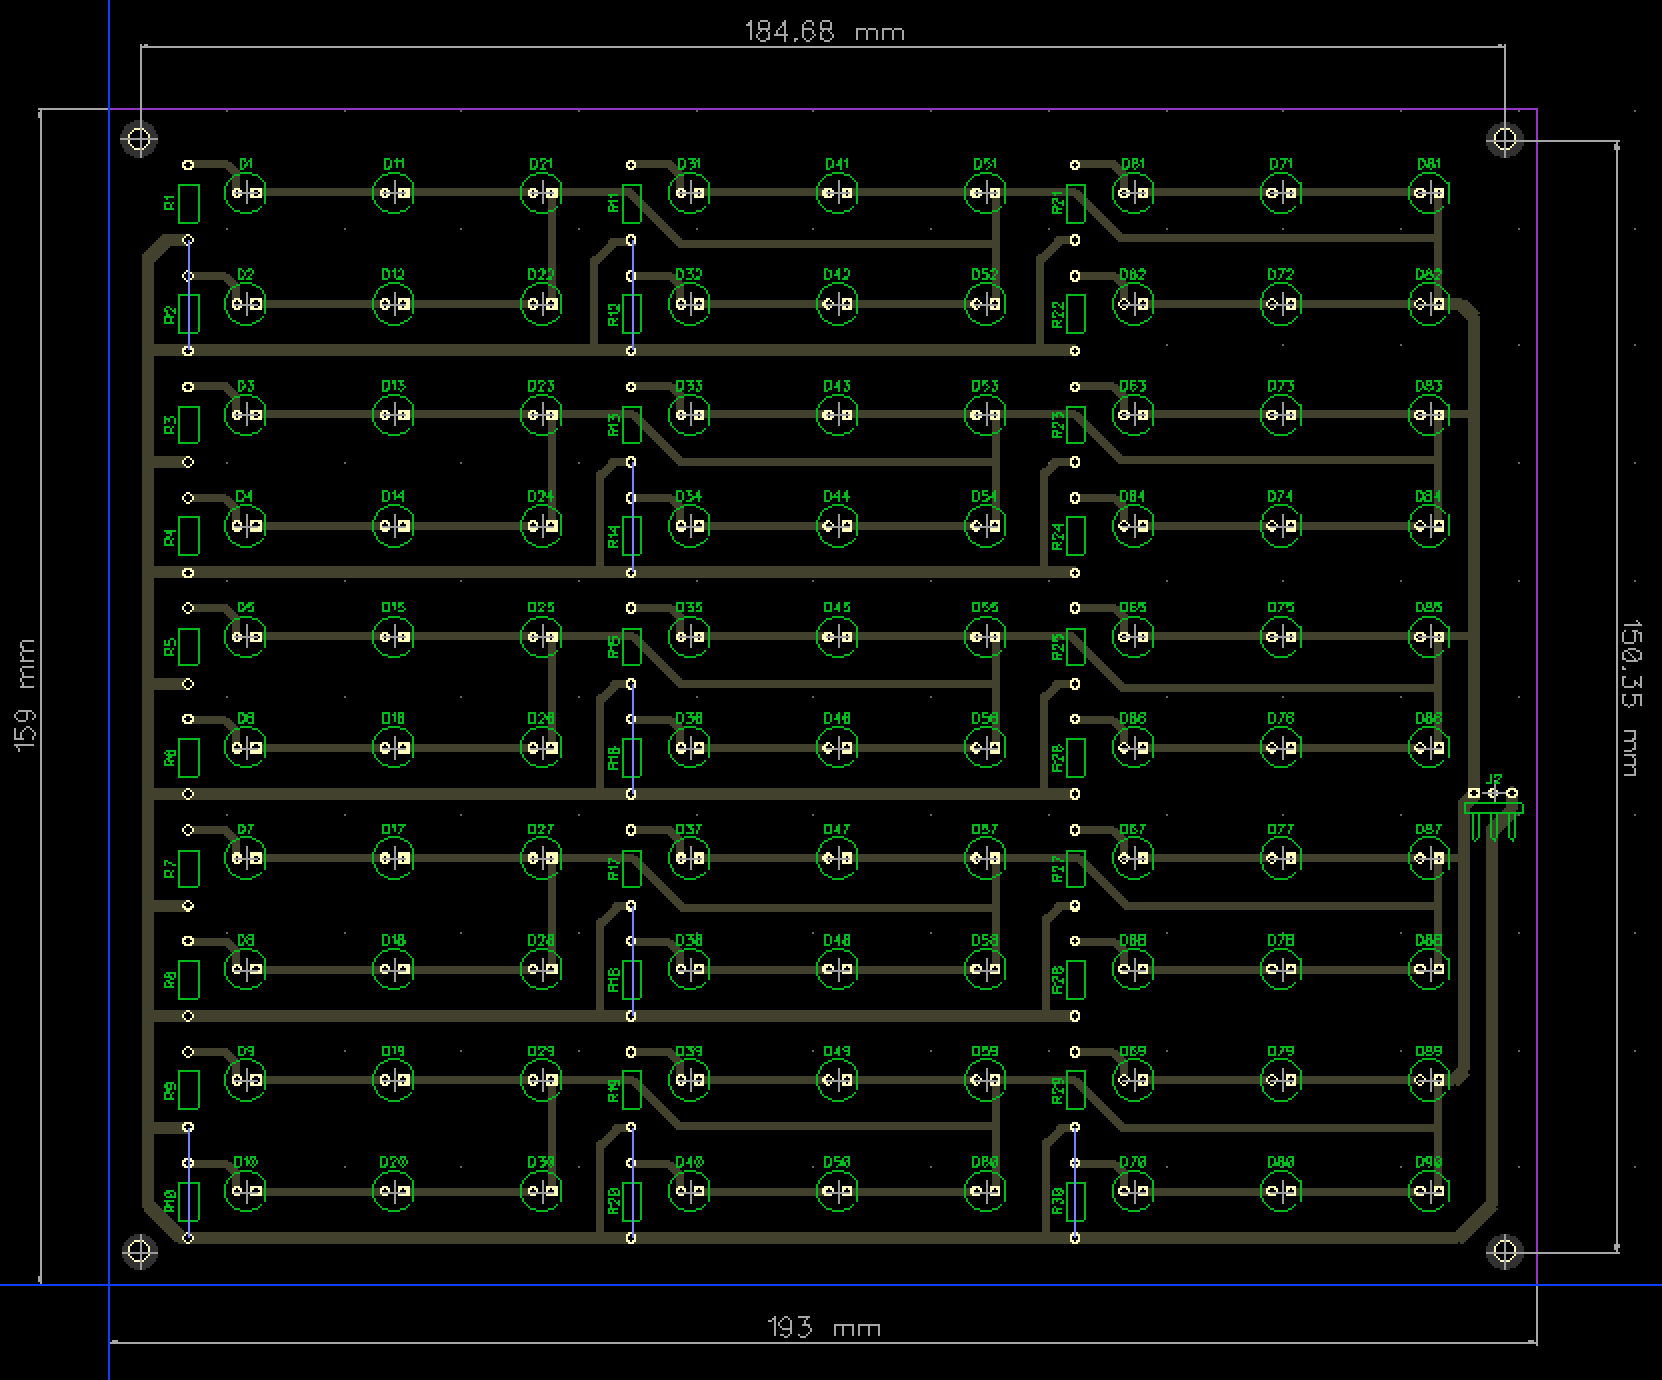 184.68 mm
D1 D11 D21 D31 D41 D51 D61 D71 D81
R1 R11 R21
D2 D12 D22 D32 D42 D52 D62 D72 D82
R2 R12 R22
D3 D13 D23 D33 D43 D53 D63 D73 D83
R3 R13 R23
D4 D14 D24 D34 D44 D54 D64 D74 D84
R4 R14 R24
D5 D15 D25 D35 D45 D55 D65 D75 D85
R5 R15 R25
159 mm
150.35 mm
D6 D16 D26 D36 D46 D56 D66 D76 D86
R6 R16 R26
D7 D17 D27 D37 D47 D57 D67 D77 D87
R7 R17 R27
D8 D18 D28 D38 D48 D58 D68 D78 D88
R8 R18 R28
D9 D19 D29 D39 D49 D59 D69 D79 D89
R9 R19 R29
D10 D20 D30 D40 D50 D60 D70 D80 D90
R10 R20 R30
193 mm